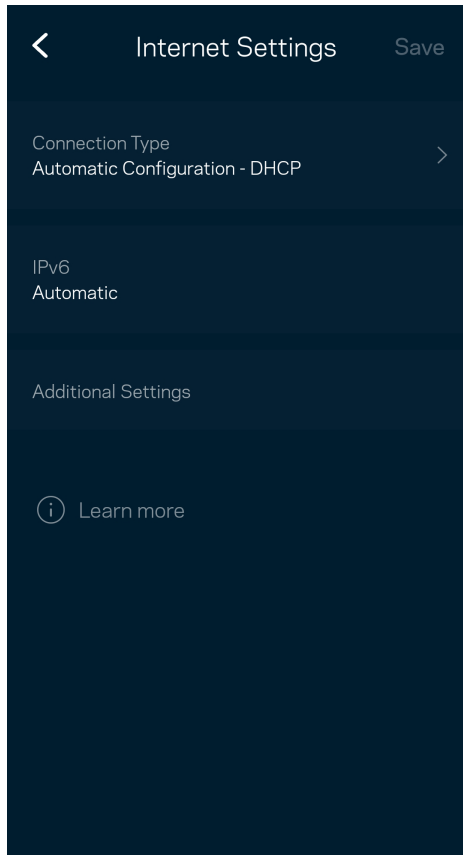 Internet Settings
Save
Connection Type
Automatic Configuration - DHCP
IPv6
Automatic
Additional Settings
Learn more